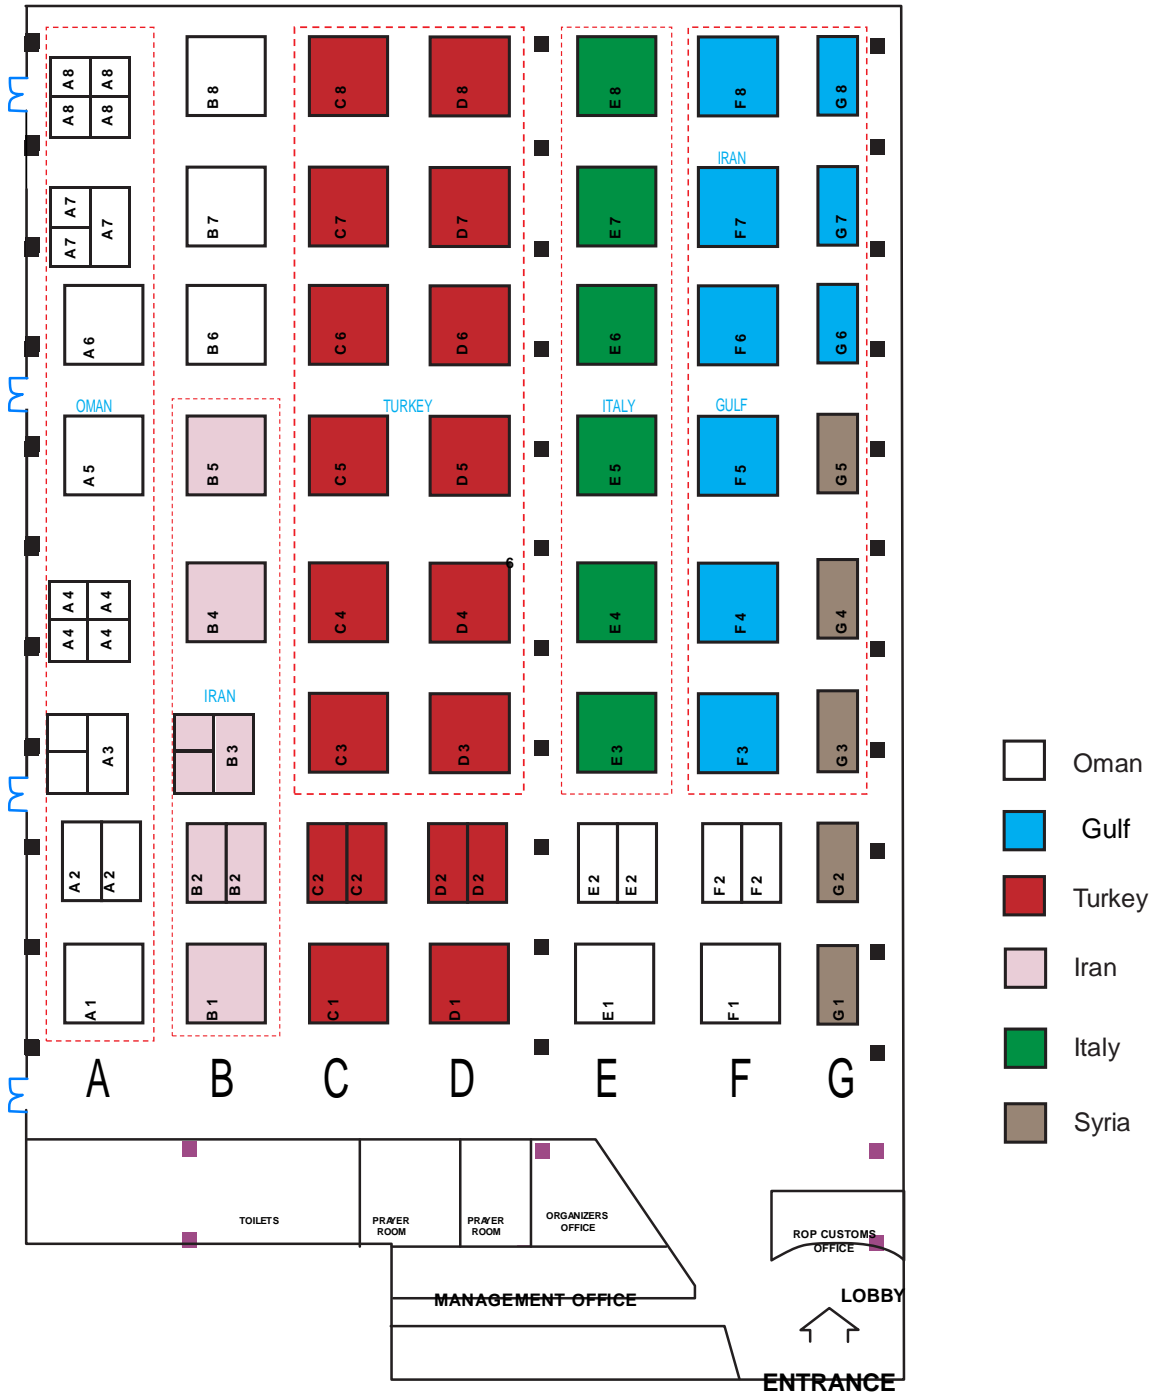 A8
A8
A8
A8
B8
C8
D8
E8
F8
G8
IRAN
A7
A7
A7
B7
C7
D7
E7
F7
G7
A6
B6
C6
D6
E6
F6
G6
OMAN
TURKEY
ITALY
GULF
A5
B5
C5
D5
E5
F5
G5
6
A4
A4
A4
A4
B4
C4
D4
E4
F4
G4
IRAN
A3
B3
C3
D3
E3
F3
G3
A2
A2
B2
B2
C2
C2
D2
D2
E2
E2
F2
F2
G2
A1
B1
C1
D1
E1
F1
G1
A B C D E F G
Oman
Gulf
Turkey
Iran
Italy
Syria
TOILETS
PRAYER
ROOM
PRAYER
ROOM
ORGANIZERS
OFFICE
ROP CUSTOMS
OFFICE
MANAGEMENT OFFICE
LOBBY
ENTRANCE